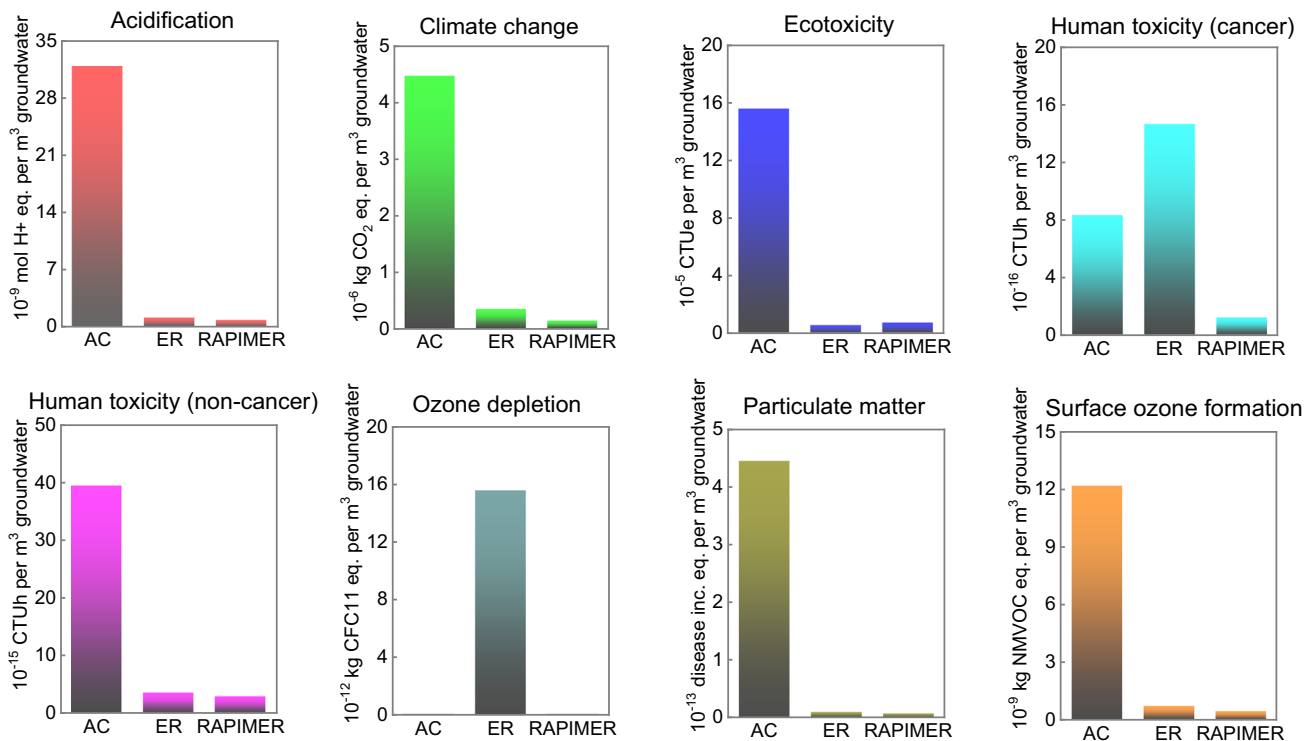 Acidification
10⁻⁹ mol H+ eq. per m³ groundwater
35
28
21
14
7
0
AC ER RAPIMER
Climate change
10⁻⁶ kg CO₂ eq. per m³ groundwater
5
4
3
2
1
0
AC ER RAPIMER
Ecotoxicity
10⁻⁵ CTUe per m³ groundwater
20
16
12
8
4
0
AC ER RAPIMER
Human toxicity (cancer)
10⁻¹⁶ CTUh per m³ groundwater
20
16
12
8
4
0
AC ER RAPIMER
Human toxicity (non-cancer)
10⁻¹⁵ CTUh per m³ groundwater
50
40
30
20
10
0
AC ER RAPIMER
Ozone depletion
10⁻¹² kg CFC11 eq. per m³ groundwater
20
16
12
8
4
0
AC ER RAPIMER
Particulate matter
10⁻¹³ disease inc. eq. per m³ groundwater
5
4
3
2
1
0
AC ER RAPIMER
Surface ozone formation
10⁻⁹ kg NMVOC eq. per m³ groundwater
15
12
9
6
3
0
AC ER RAPIMER